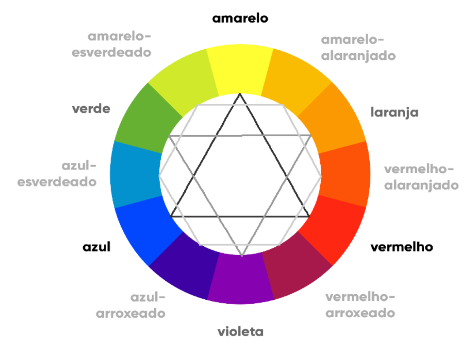 amarelo
amarelo-
esverdeado
amarelo-
alaranjado
verde
laranja
azul-
esverdeado
vermelho-
alaranjado
azul
vermelho
azul-
arroxeado
vermelho-
arroxeado
violeta